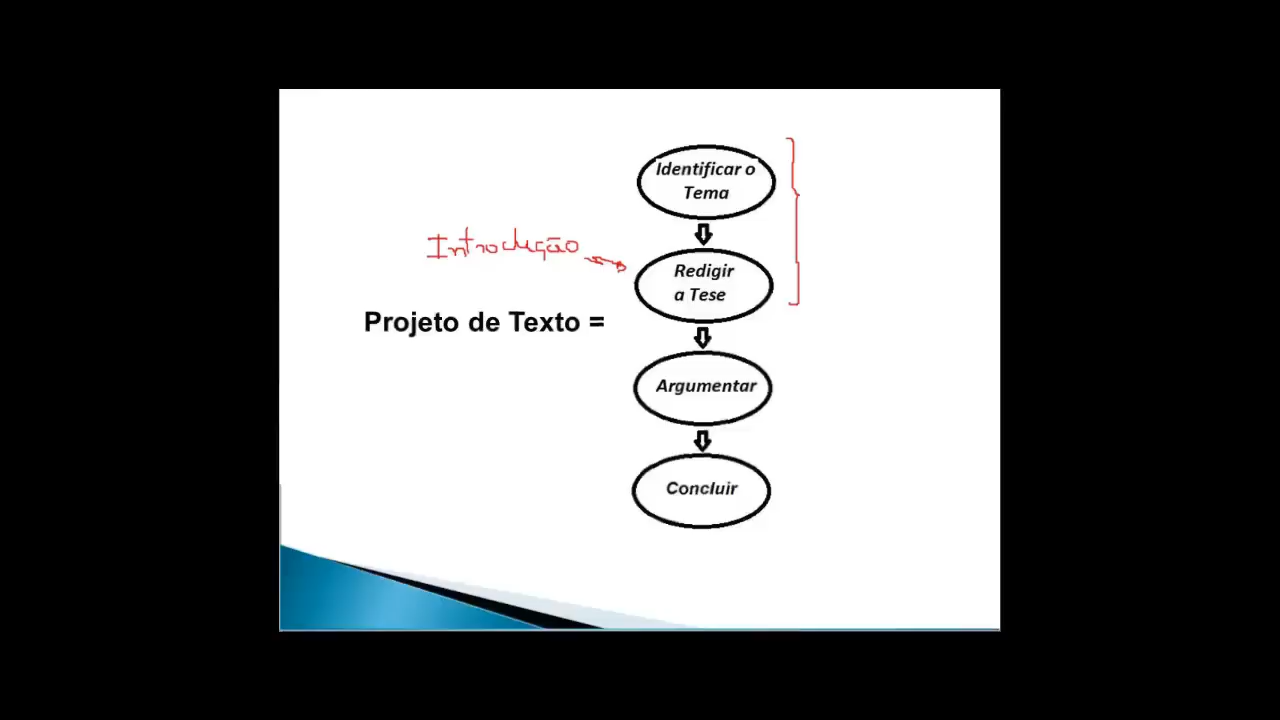 Identificar o
Tema
Introdução
Redigir
a Tese
Projeto de Texto =
Argumentar
Concluir